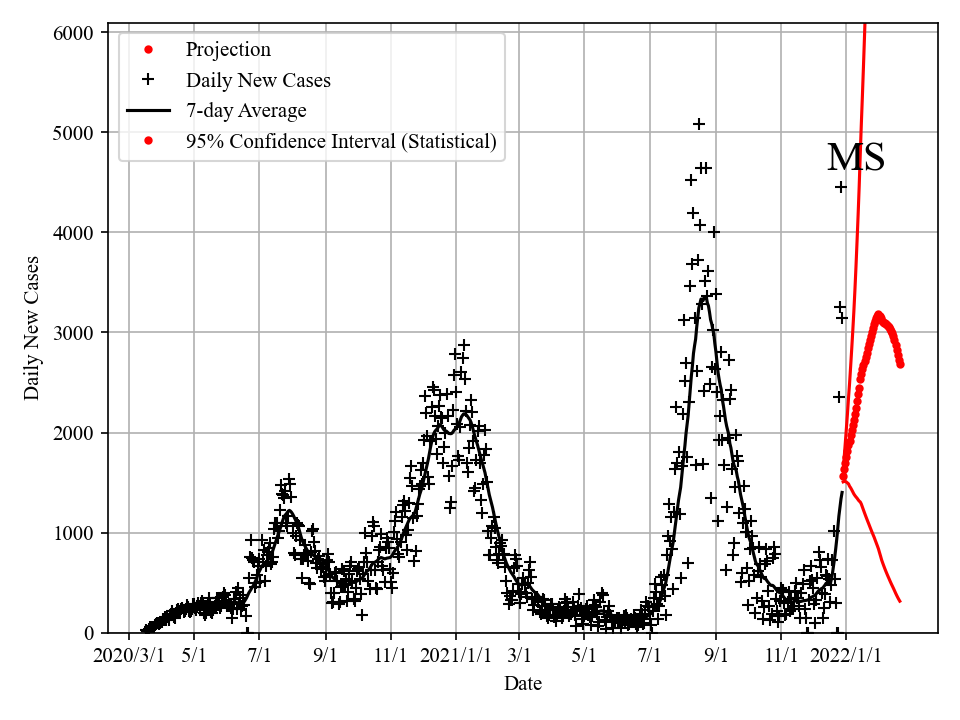 Projection
Daily New Cases
7-day Average
95% Confidence Interval (Statistical)
MS
Daily New Cases
6000
5000
4000
3000
2000
1000
0
2020/3/1 5/1 7/1 9/1 11/1 2021/1/1 3/1 5/1 7/1 9/1 11/1 2022/1/1
Date